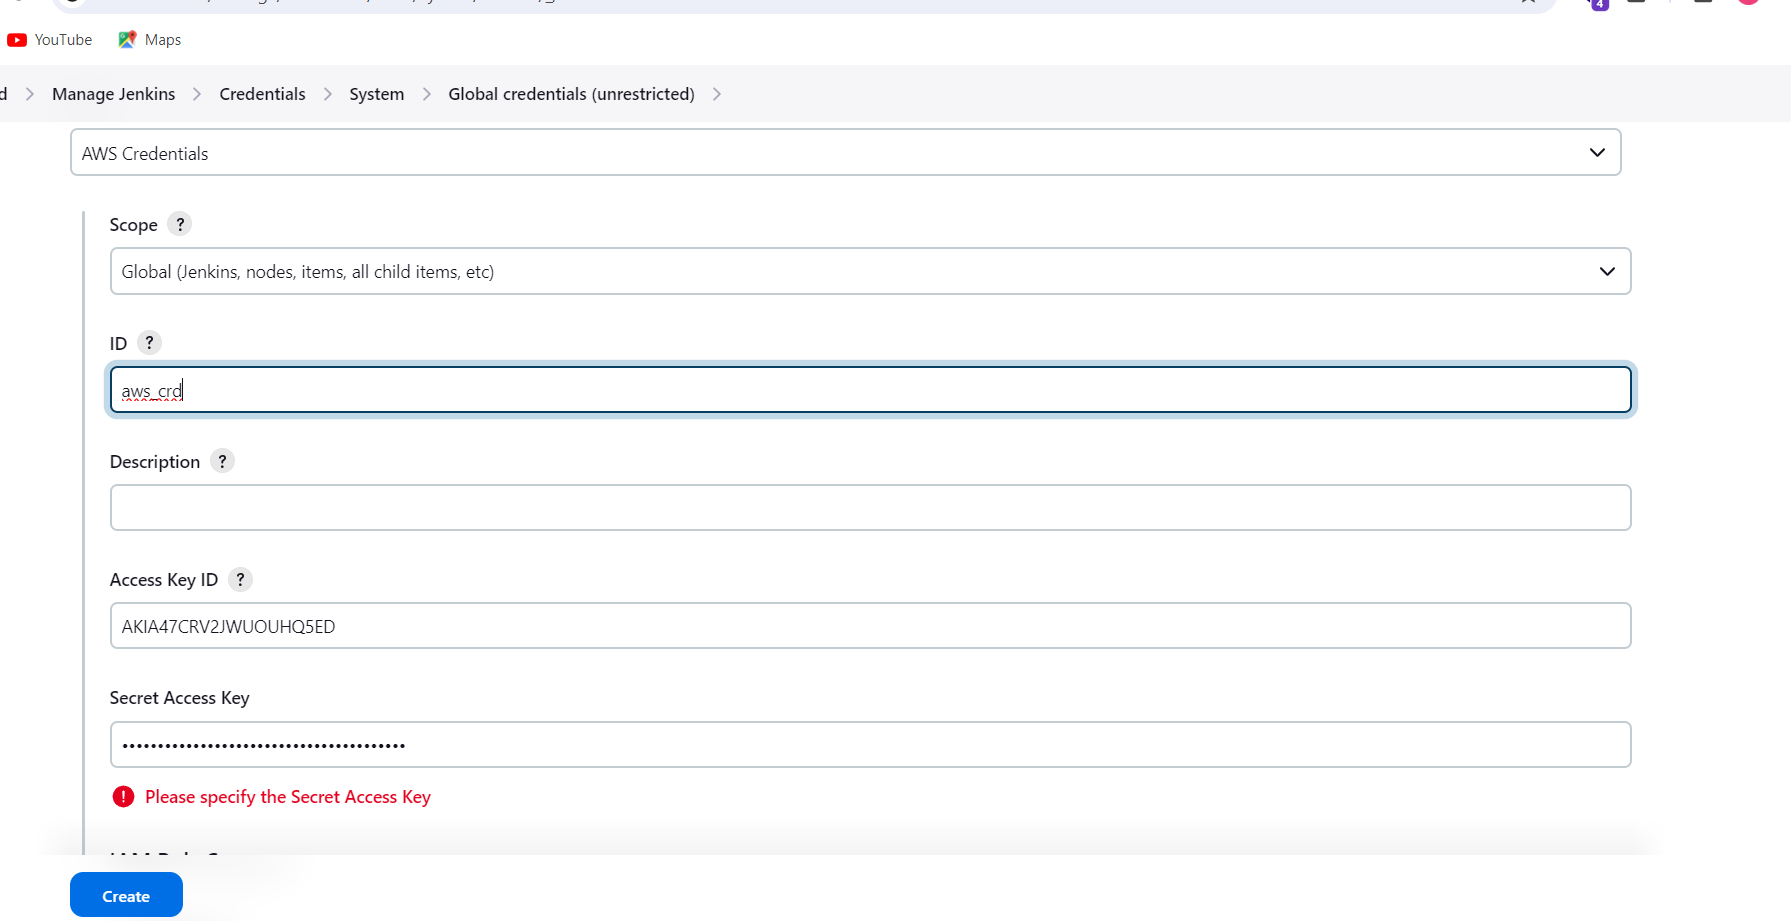 4
YouTube
Maps
d > Manage Jenkins > Credentials > System > Global credentials (unrestricted) >
AWS Credentials
Scope ?
Global (Jenkins, nodes, items, all child items, etc)
ID ?
aws_crd
Description ?
Access Key ID ?
AKIA47CRV2JWUOUHQ5ED
Secret Access Key
••••••••••••••••••••••••••••••••••••••••
Please specify the Secret Access Key
Create